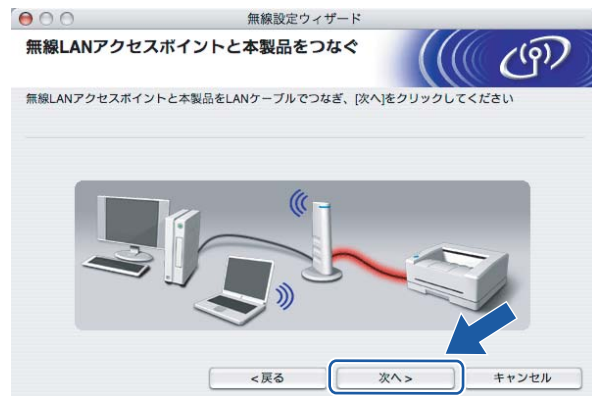 無線設定ウィザード
無線LANアクセスポイントと本製品をつなぐ
無線LANアクセスポイントと本製品をLANケーブルでつなぎ、[次へ]をクリックしてください
<戻る
次へ>
キャンセル